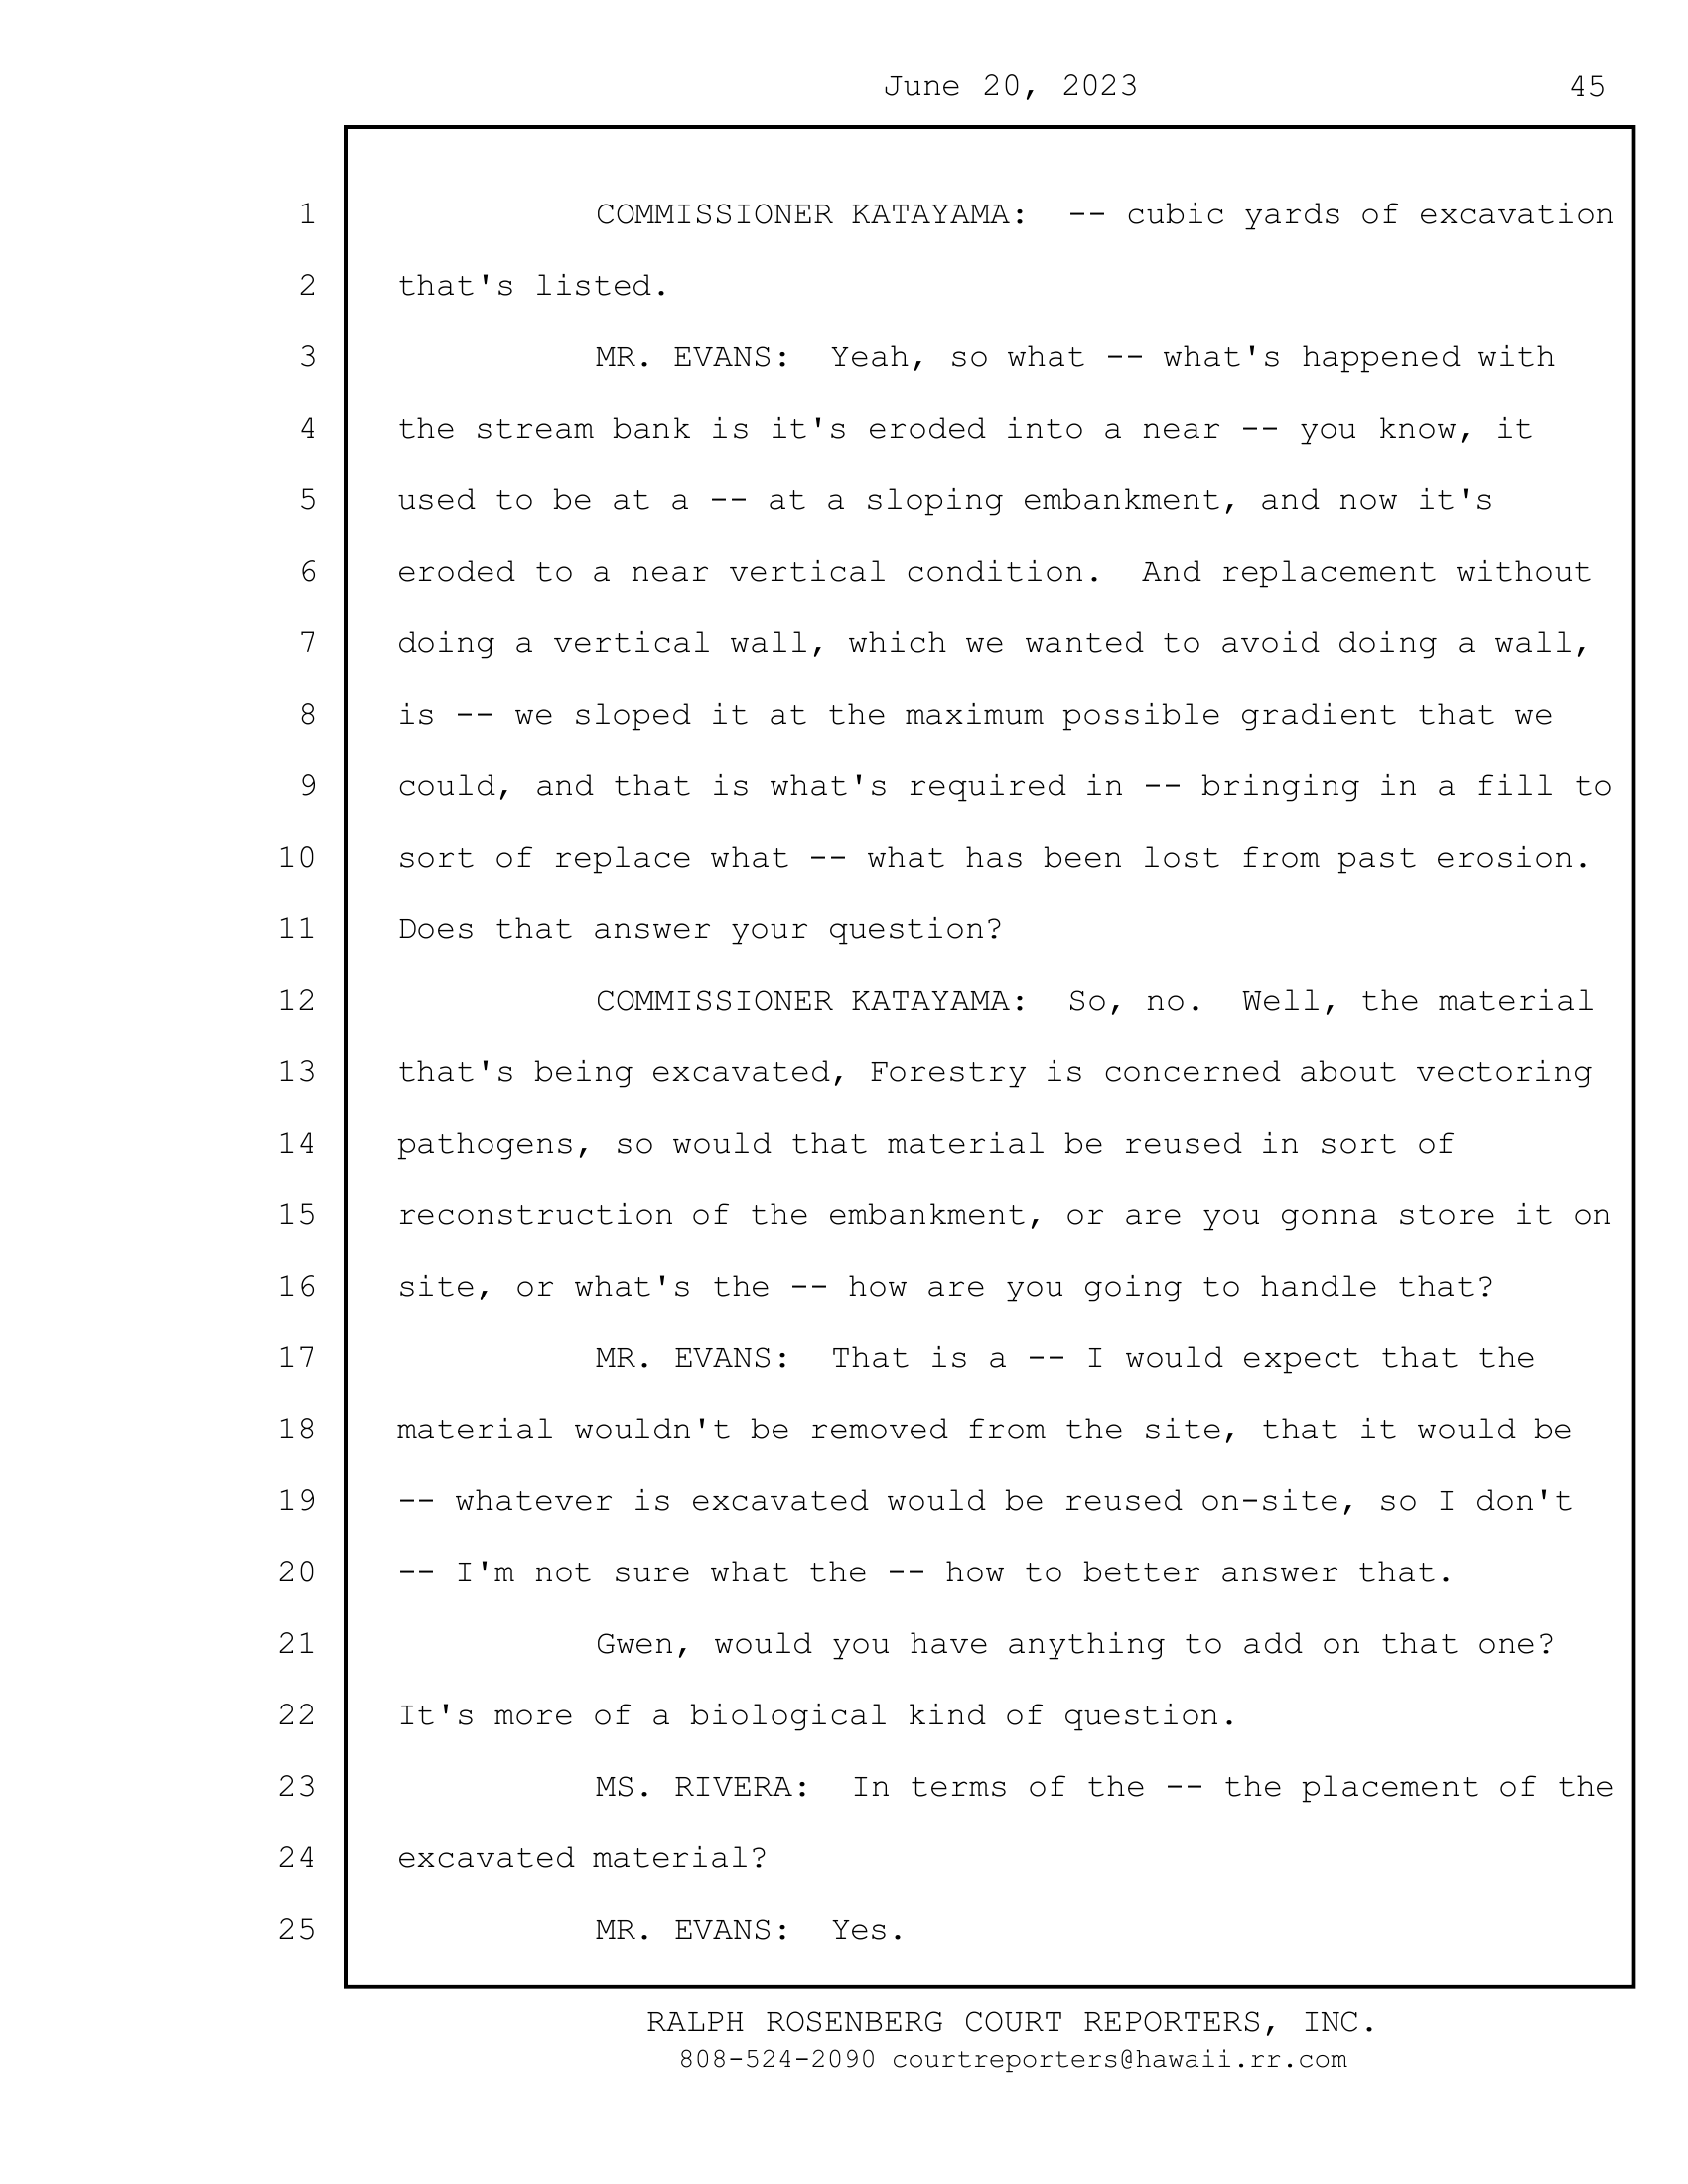 June 20, 2023 45
1 COMMISSIONER KATAYAMA:  -- cubic yards of excavation
2 that's listed.
3 MR. EVANS:  Yeah, so what -- what's happened with
4 the stream bank is it's eroded into a near -- you know, it
5 used to be at a -- at a sloping embankment, and now it's
6 eroded to a near vertical condition.  And replacement without
7 doing a vertical wall, which we wanted to avoid doing a wall,
8 is -- we sloped it at the maximum possible gradient that we
9 could, and that is what's required in -- bringing in a fill to
10 sort of replace what -- what has been lost from past erosion.
11 Does that answer your question?
12 COMMISSIONER KATAYAMA:  So, no.  Well, the material
13 that's being excavated, Forestry is concerned about vectoring
14 pathogens, so would that material be reused in sort of
15 reconstruction of the embankment, or are you gonna store it on
16 site, or what's the -- how are you going to handle that?
17 MR. EVANS:  That is a -- I would expect that the
18 material wouldn't be removed from the site, that it would be
19 -- whatever is excavated would be reused on-site, so I don't
20 -- I'm not sure what the -- how to better answer that.
21 Gwen, would you have anything to add on that one?
22 It's more of a biological kind of question.
23 MS. RIVERA:  In terms of the -- the placement of the
24 excavated material?
25 MR. EVANS:  Yes.
RALPH ROSENBERG COURT REPORTERS, INC.
808-524-2090 courtreporters@hawaii.rr.com